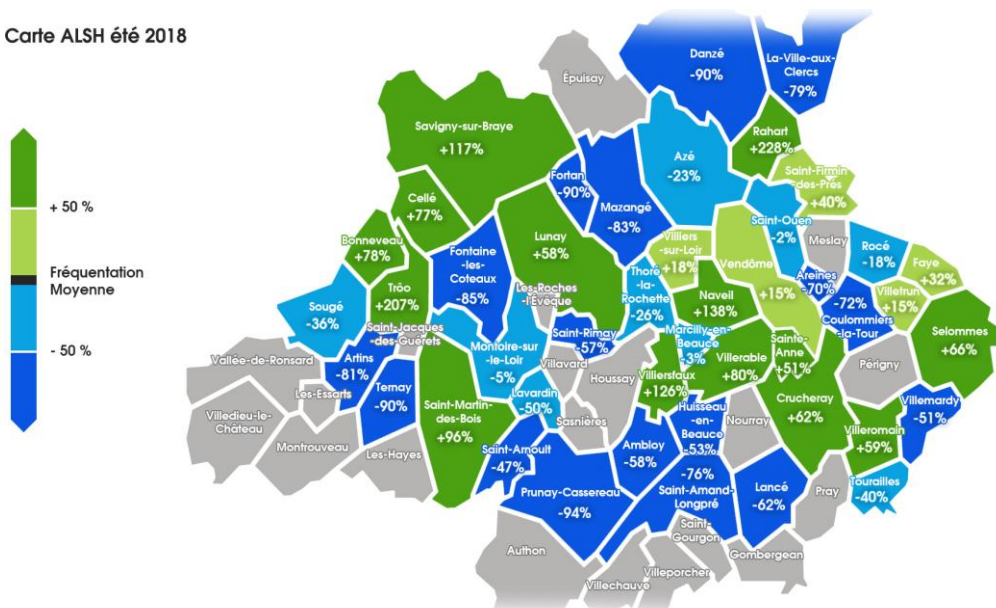 Carte ALSH été 2018
+ 50 %
Fréquentation
Moyenne
- 50 %
Danzé
-90%
La-Ville-aux-
Clercs
-79%
Épuisay
Savigny-sur-Braye
+117%
Rahart
+228%
Azé
-23%
Saint-Firmin
-des-Prés
+40%
Fortan
-90%
Mazangé
-83%
Cellé
+77%
Saint-Ouen
-2%
Meslay
Rocé
-18%
Faye
+32%
Bonneveau
+78%
Fontaine
-les-
Coteaux
-85%
Lunay
+58%
Villiers
-sur-Loir
+18%
Vendôme
+15%
Areines
-70%
-72%
Coulommiers
-la-Tour
Villetrun
+15%
Thoré
-la-
Rochette
-26%
Naveil
+138%
Les-Roches
-l'Évêque
Trôo
+207%
Sougé
-36%
Selommes
+66%
Saint-Jacques
-des-Guérets
Montoire-sur
-le-Loir
-5%
Saint-Rimay
-57%
Marcilly-en-
Beauce
-3%
Villerable
+80%
Sainte-
Anne
+51%
Périgny
Vallée-de-Ronsard
Artins
-81%
Villavard
Houssay
Villiersfaux
+126%
Crucheray
+62%
Villemardy
-51%
Les-Essarts
Ternay
-90%
Saint-Martin
-des-Bois
+96%
Lavardin
-50%
Sasnières
Huisseau
-en-
Beauce
-53%
Nourray
Villeromain
+59%
Villedieu-le-
Château
Montrouveau
Les-Hayes
Saint-Arnoult
-47%
Ambloy
-58%
-76%
Saint-Amand-
Longpré
Lancé
-62%
Pray
Tourailles
-40%
Prunay-Cassereau
-94%
Saint-
Gourgon
Gombergean
Authon
Villechauve
Villeporcher